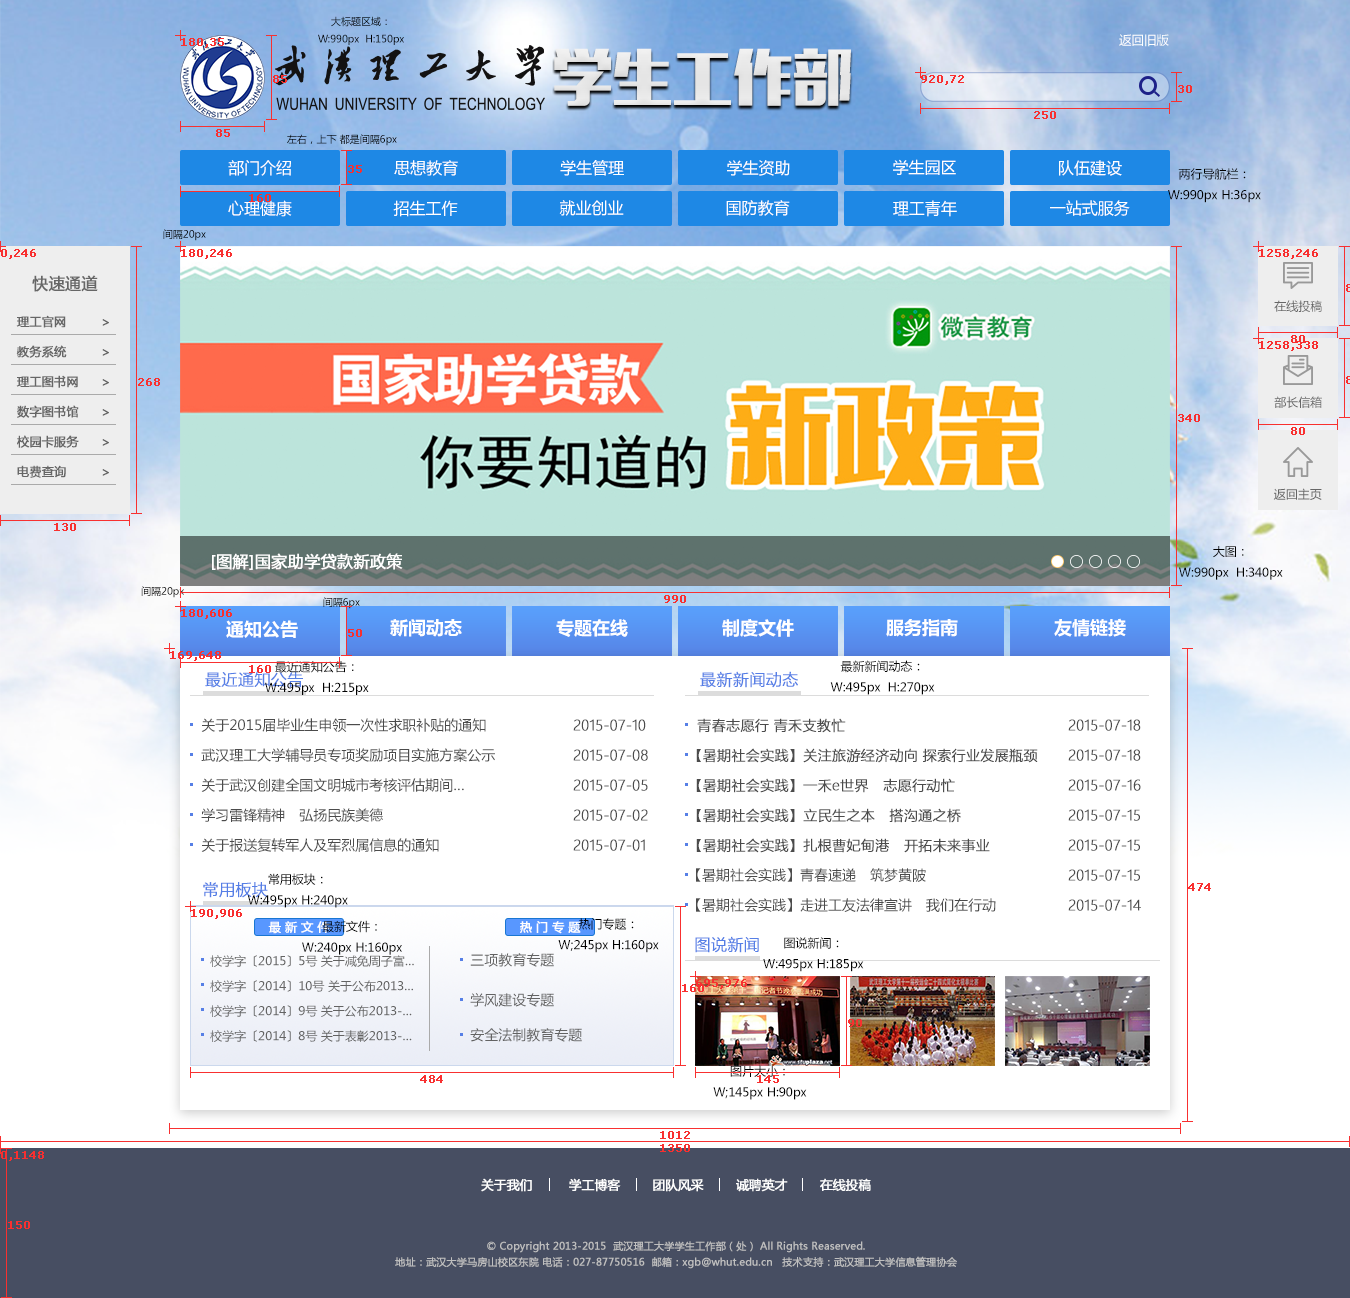 大标题区域：
W:990px H:150px
180,35
85
85
武汉理工大学
WUHAN UNIVERSITY OF TECHNOLOGY
学生工作部
返回旧版
920,72
30
250
左右，上下 都是间隔6px
部门介绍 思想教育 学生管理 学生资助 学生园区 队伍建设
35
160
心理健康 招生工作 就业创业 国防教育 理工青年 一站式服务
两行导航栏：
W:990px H:36px
间隔20px
0,246
180,246
1258,246
快速通道
理工官网 >
教务系统 >
理工图书网 >
数字图书馆 >
校园卡服务 >
电费查询 >
268
130
微言教育
国家助学贷款
你要知道的
新政策
340
[图解]国家助学贷款新政策
在线投稿
80
1258,338
部长信箱
80
返回主页
大图：
W:990px H:340px
间隔20px
990
间隔6px
180,606
50
通知公告 新闻动态 专题在线 制度文件 服务指南 友情链接
169,648
160
最近通知公告：
W:495px H:215px
最近通知公告
关于2015届毕业生申领一次性求职补贴的通知 2015-07-10
武汉理工大学辅导员专项奖励项目实施方案公示 2015-07-08
关于武汉创建全国文明城市考核评估期间... 2015-07-05
学习雷锋精神 弘扬民族美德 2015-07-02
关于报送复转军人及军烈属信息的通知 2015-07-01
最新新闻动态：
W:495px H:270px
最新新闻动态
青春志愿行 青禾支教忙 2015-07-18
【暑期社会实践】关注旅游经济动向 探索行业发展瓶颈 2015-07-18
【暑期社会实践】一禾e世界 志愿行动忙 2015-07-16
【暑期社会实践】立民生之本 搭沟通之桥 2015-07-15
【暑期社会实践】扎根曹妃甸港 开拓未来事业 2015-07-15
【暑期社会实践】青春速递 筑梦黄陂 2015-07-15
【暑期社会实践】走进工友法律宣讲 我们在行动 2015-07-14
474
常用板块：
W:495px H:240px
常用板块
190,906
最新文件
最新文件：
W:240px H:160px
校学字〔2015〕5号 关于减免周子富...
校学字〔2014〕10号 关于公布2013...
校学字〔2014〕9号 关于公布2013-...
校学字〔2014〕8号 关于表彰2013-...
热门专题
热门专题：
W;245px H:160px
三项教育专题
学风建设专题
安全法制教育专题
160
484
图说新闻
图说新闻：
W:495px H:185px
695,976
90
145
图片大小：
W;145px H:90px
1012
1350
0,1148
150
关于我们 | 学工博客 | 团队风采 | 诚聘英才 | 在线投稿
© Copyright 2013-2015 武汉理工大学学生工作部（处） All Rights Reaserved.
地址：武汉大学马房山校区东院 电话：027-87750516 邮箱：xgb@whut.edu.cn 技术支持：武汉理工大学信息管理协会